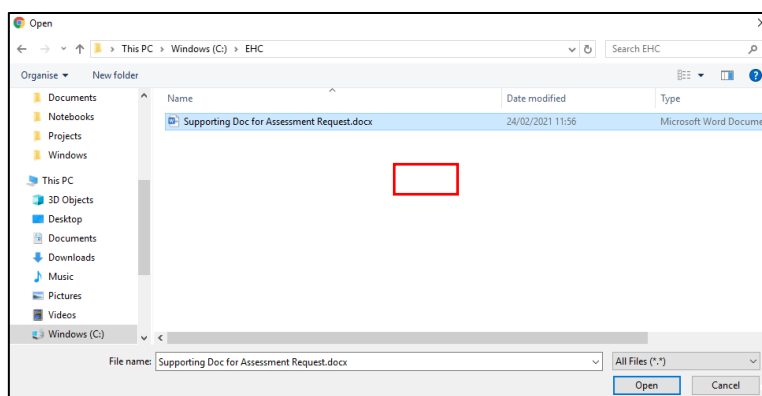 Open
This PC > Windows (C:) > EHC
Search EHC
Organise
New folder
Documents
Notebooks
Projects
Windows
This PC
3D Objects
Desktop
Documents
Downloads
Music
Pictures
Videos
Windows (C:)
Name Date modified Type
Supporting Doc for Assessment Request.docx 24/02/2021 11:56 Microsoft Word Docume
File name: Supporting Doc for Assessment Request.docx All Files (*.*)
Open Cancel